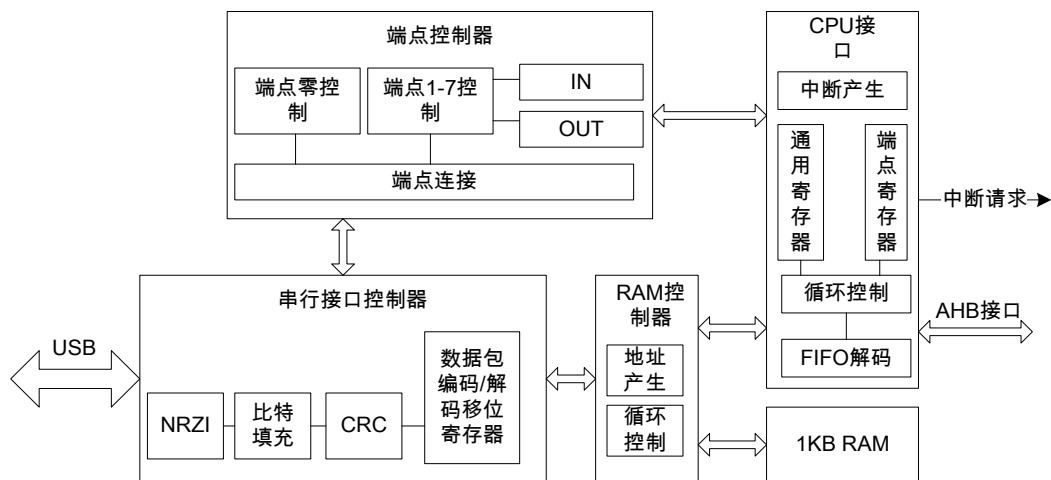 端点控制器
端点零控
制
端点1-7控
制
IN
OUT
端点连接
CPU接
口
中断产生
通
用
寄
存
器
端
点
寄
存
器
循环控制
FIFO解码
中断请求
AHB接口
串行接口控制器
USB
NRZI
比特
填充
CRC
数据包
编码/解
码移位
寄存器
RAM控
制器
地址
产生
循环
控制
1KB RAM